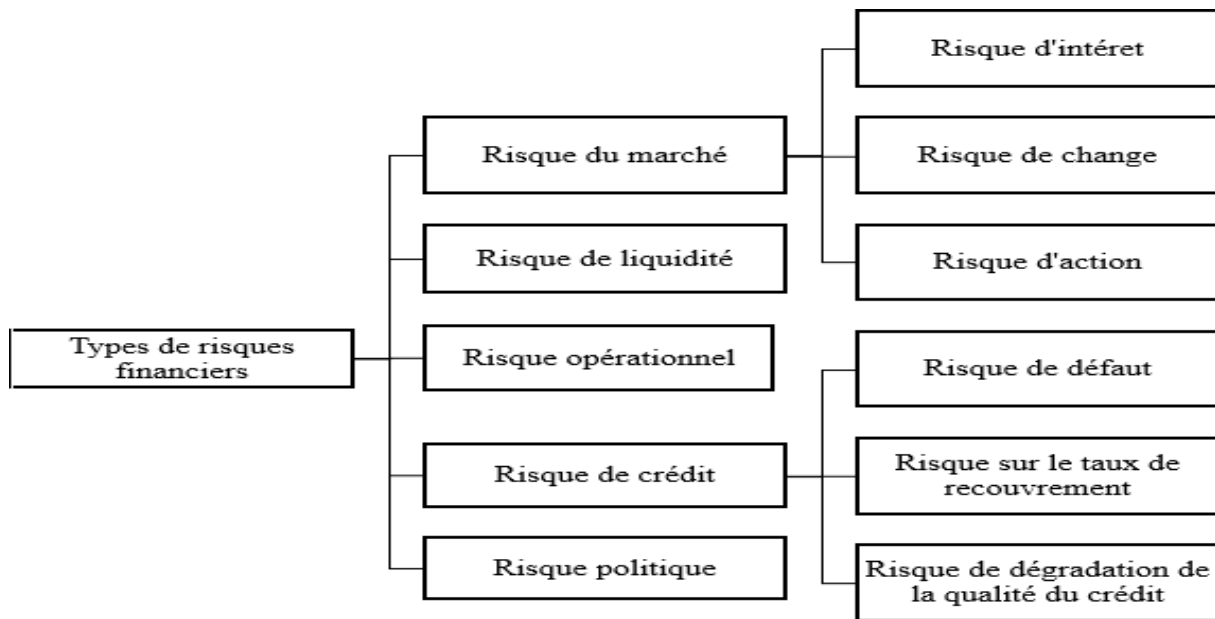 Types de risques
financiers
Risque du marché
Risque de liquidité
Risque opérationnel
Risque de crédit
Risque politique
Risque d'intéret
Risque de change
Risque d'action
Risque de défaut
Risque sur le taux de
recouvrement
Risque de dégradation de
la qualité du crédit